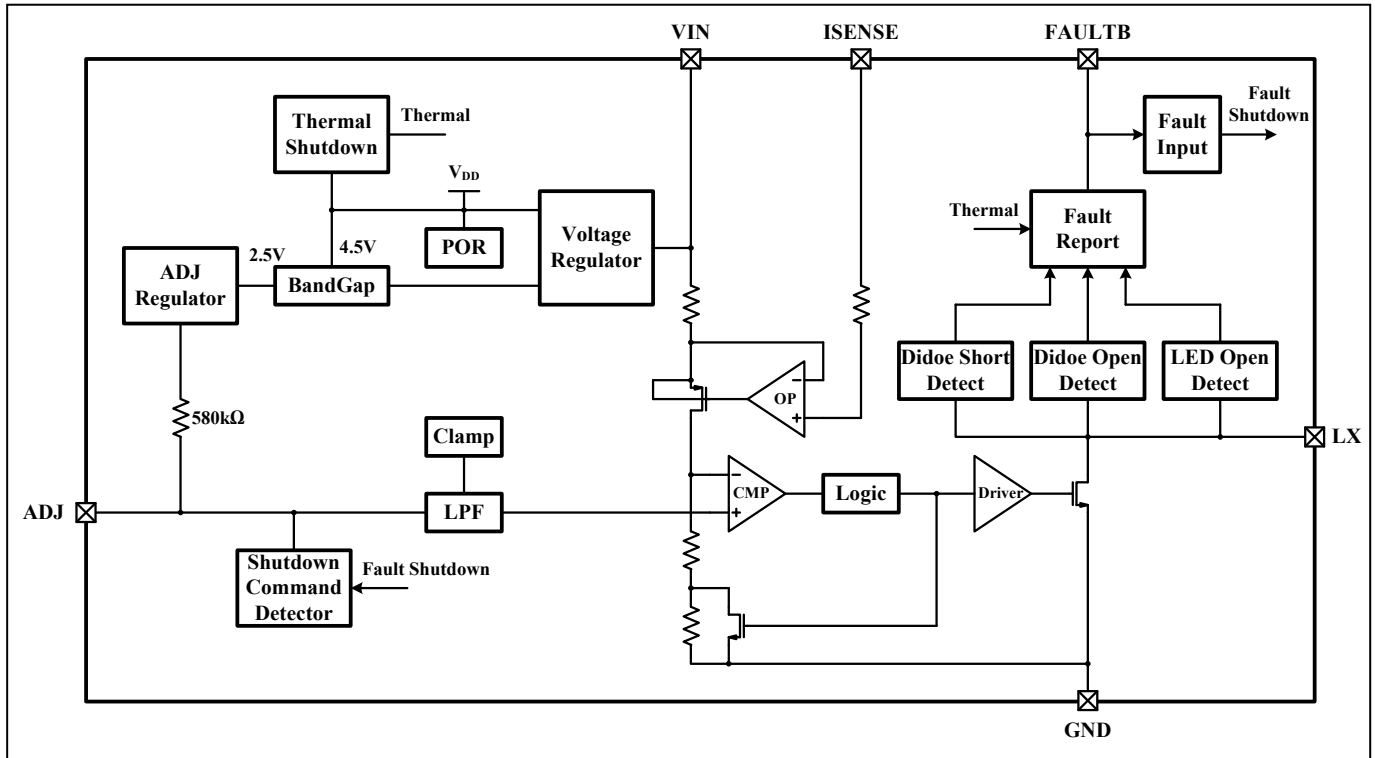 VIN
ISENSE
FAULTB
Thermal
Shutdown
Thermal
Fault
Input
Fault
Shutdown
VDD
POR
Voltage
Regulator
Thermal
Fault
Report
ADJ
Regulator
2.5V
4.5V
BandGap
580kΩ
−
OP
+
Didoe Short
Detect
Didoe Open
Detect
LED Open
Detect
LX
Clamp
ADJ
LPF
−
CMP
+
Logic
Driver
Shutdown
Command
Detector
Fault Shutdown
GND